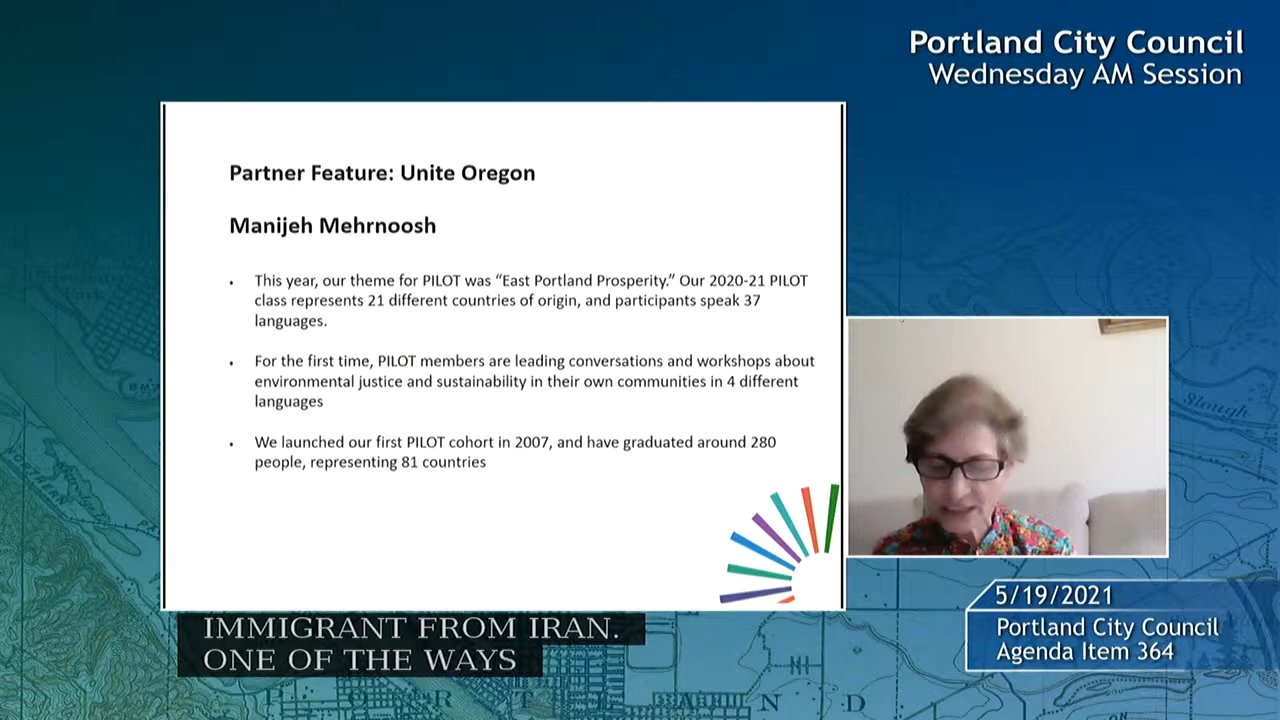 Portland City Council
Wednesday AM Session
Partner Feature: Unite Oregon
Manijeh Mehrnoosh
• This year, our theme for PILOT was “East Portland Prosperity.” Our 2020-21 PILOT
class represents 21 different countries of origin, and participants speak 37
languages.
• For the first time, PILOT members are leading conversations and workshops about
environmental justice and sustainability in their own communities in 4 different
languages
• We launched our first PILOT cohort in 2007, and have graduated around 280
people, representing 81 countries
Slough
5/19/2021
Portland City Council
Agenda Item 364
IMMIGRANT FROM IRAN.
ONE OF THE WAYS